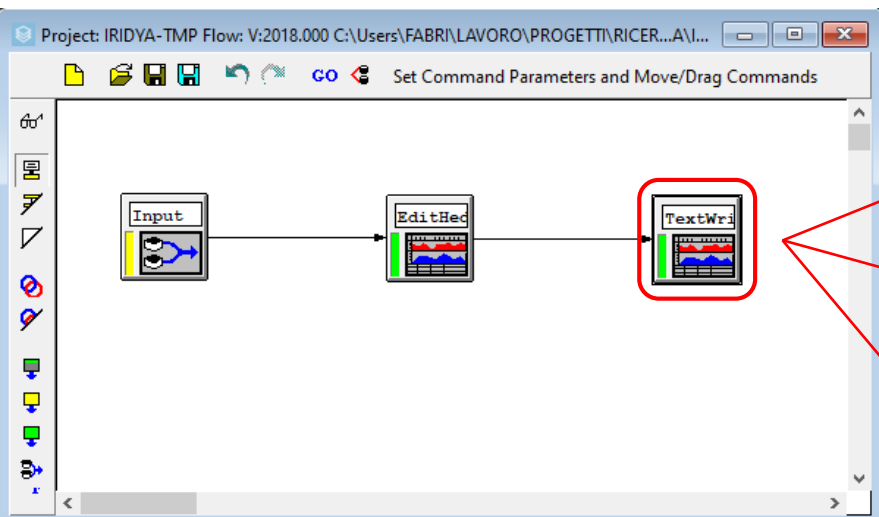 Project: IRIDYA-TMP Flow: V:2018.000 C:\Users\FABRI\LAVORO\PROGETTI\RICER...A\I...
GO Set Command Parameters and Move/Drag Commands
Input
EditHed
TextWri